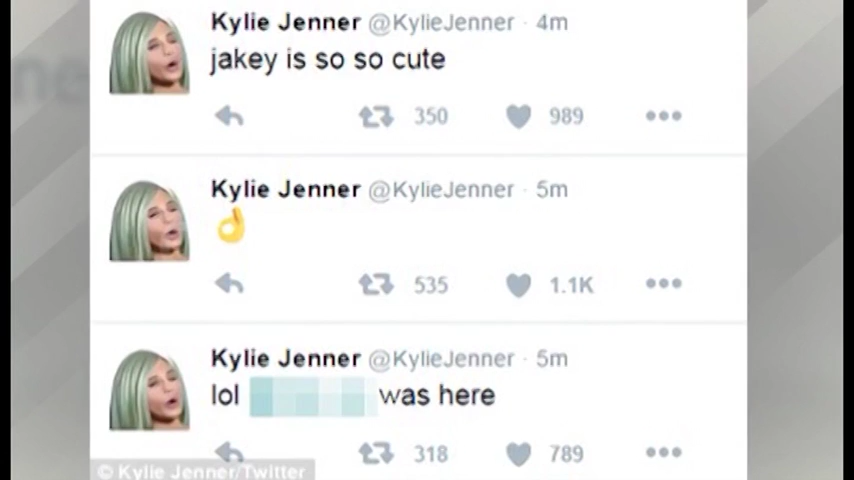 Kylie Jenner @KylieJenner · 4m
jakey is so so cute
350 989 •••
Kylie Jenner @KylieJenner · 5m
👌
535 1.1K •••
Kylie Jenner @KylieJenner · 5m
lol was here
318 789 •••
© Kylie Jenner/Twitter